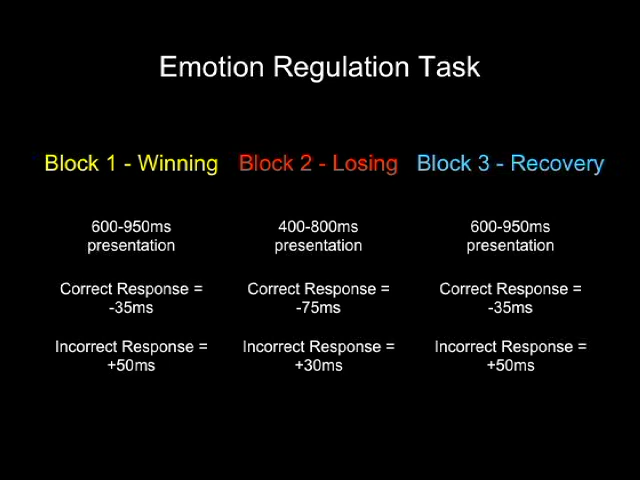 Emotion Regulation Task
Block 1 - Winning
Block 2 - Losing
Block 3 - Recovery
600-950ms
presentation
400-800ms
presentation
600-950ms
presentation
Correct Response =
-35ms
Correct Response =
-75ms
Correct Response =
-35ms
Incorrect Response =
+50ms
Incorrect Response =
+30ms
Incorrect Response =
+50ms